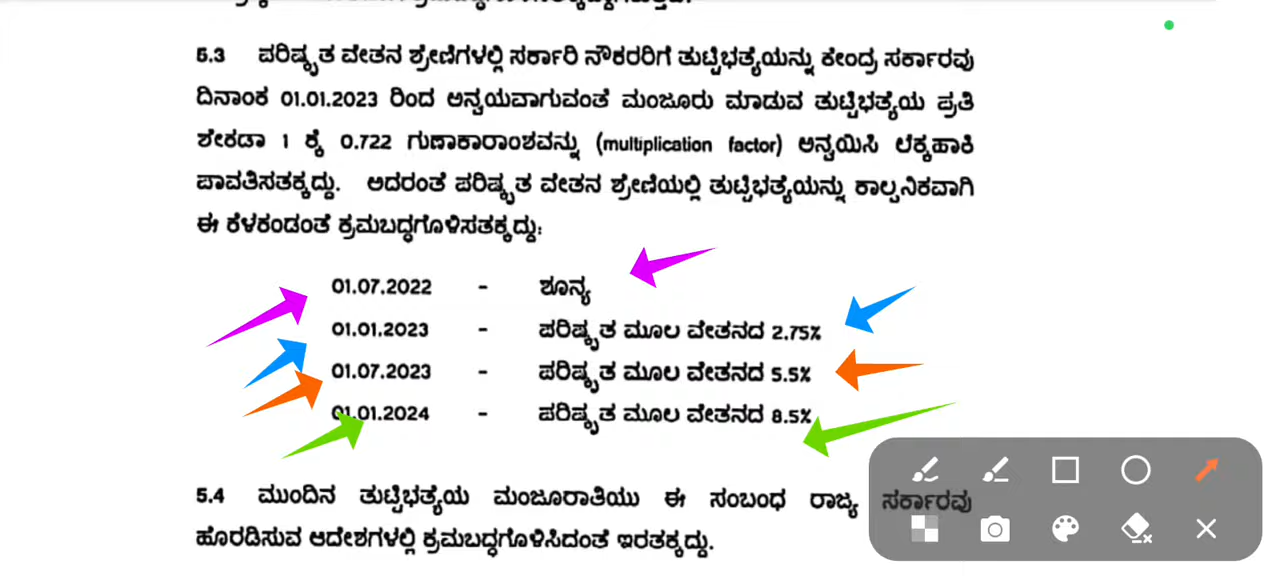 5.3 ಪರಿಷ್ಕೃತ ವೇತನ ಶ್ರೇಣಿಗಳಲ್ಲಿ ಸರ್ಕಾರಿ ನೌಕರರಿಗೆ ತುಟ್ಟಿಭತ್ಯೆಯನ್ನು ಕೇಂದ್ರ ಸರ್ಕಾರವು
ದಿನಾಂಕ 01.01.2023 ರಿಂದ ಅನ್ವಯವಾಗುವಂತೆ ಮಂಜೂರು ಮಾಡುವ ತುಟ್ಟಿಭತ್ಯೆಯ ಪ್ರತಿ
ಶೇಕಡಾ 1 ಕ್ಕೆ 0.722 ಗುಣಾಕಾರಾಂಶವನ್ನು (multiplication factor) ಅನ್ವಯಿಸಿ ಲೆಕ್ಕಹಾಕಿ
ಪಾವತಿಸತಕ್ಕದ್ದು. ಅದರಂತೆ ಪರಿಷ್ಕೃತ ವೇತನ ಶ್ರೇಣಿಯಲ್ಲಿ ತುಟ್ಟಿಭತ್ಯೆಯನ್ನು ಕಾಲ್ಪನಿಕವಾಗಿ
ಈ ಕೆಳಕಂಡಂತೆ ಕ್ರಮಬದ್ಧಗೊಳಿಸತಕ್ಕದ್ದು:
01.07.2022 - ಶೂನ್ಯ
01.01.2023 - ಪರಿಷ್ಕೃತ ಮೂಲ ವೇತನದ 2.75%
01.07.2023 - ಪರಿಷ್ಕೃತ ಮೂಲ ವೇತನದ 5.5%
01.01.2024 - ಪರಿಷ್ಕೃತ ಮೂಲ ವೇತನದ 8.5%
5.4 ಮುಂದಿನ ತುಟ್ಟಿಭತ್ಯೆಯ ಮಂಜೂರಾತಿಯು ಈ ಸಂಬಂಧ ರಾಜ್ಯ ಸರ್ಕಾರವು
ಹೊರಡಿಸುವ ಆದೇಶಗಳಲ್ಲಿ ಕ್ರಮಬದ್ಧಗೊಳಿಸಿದಂತೆ ಇರತಕ್ಕದ್ದು.